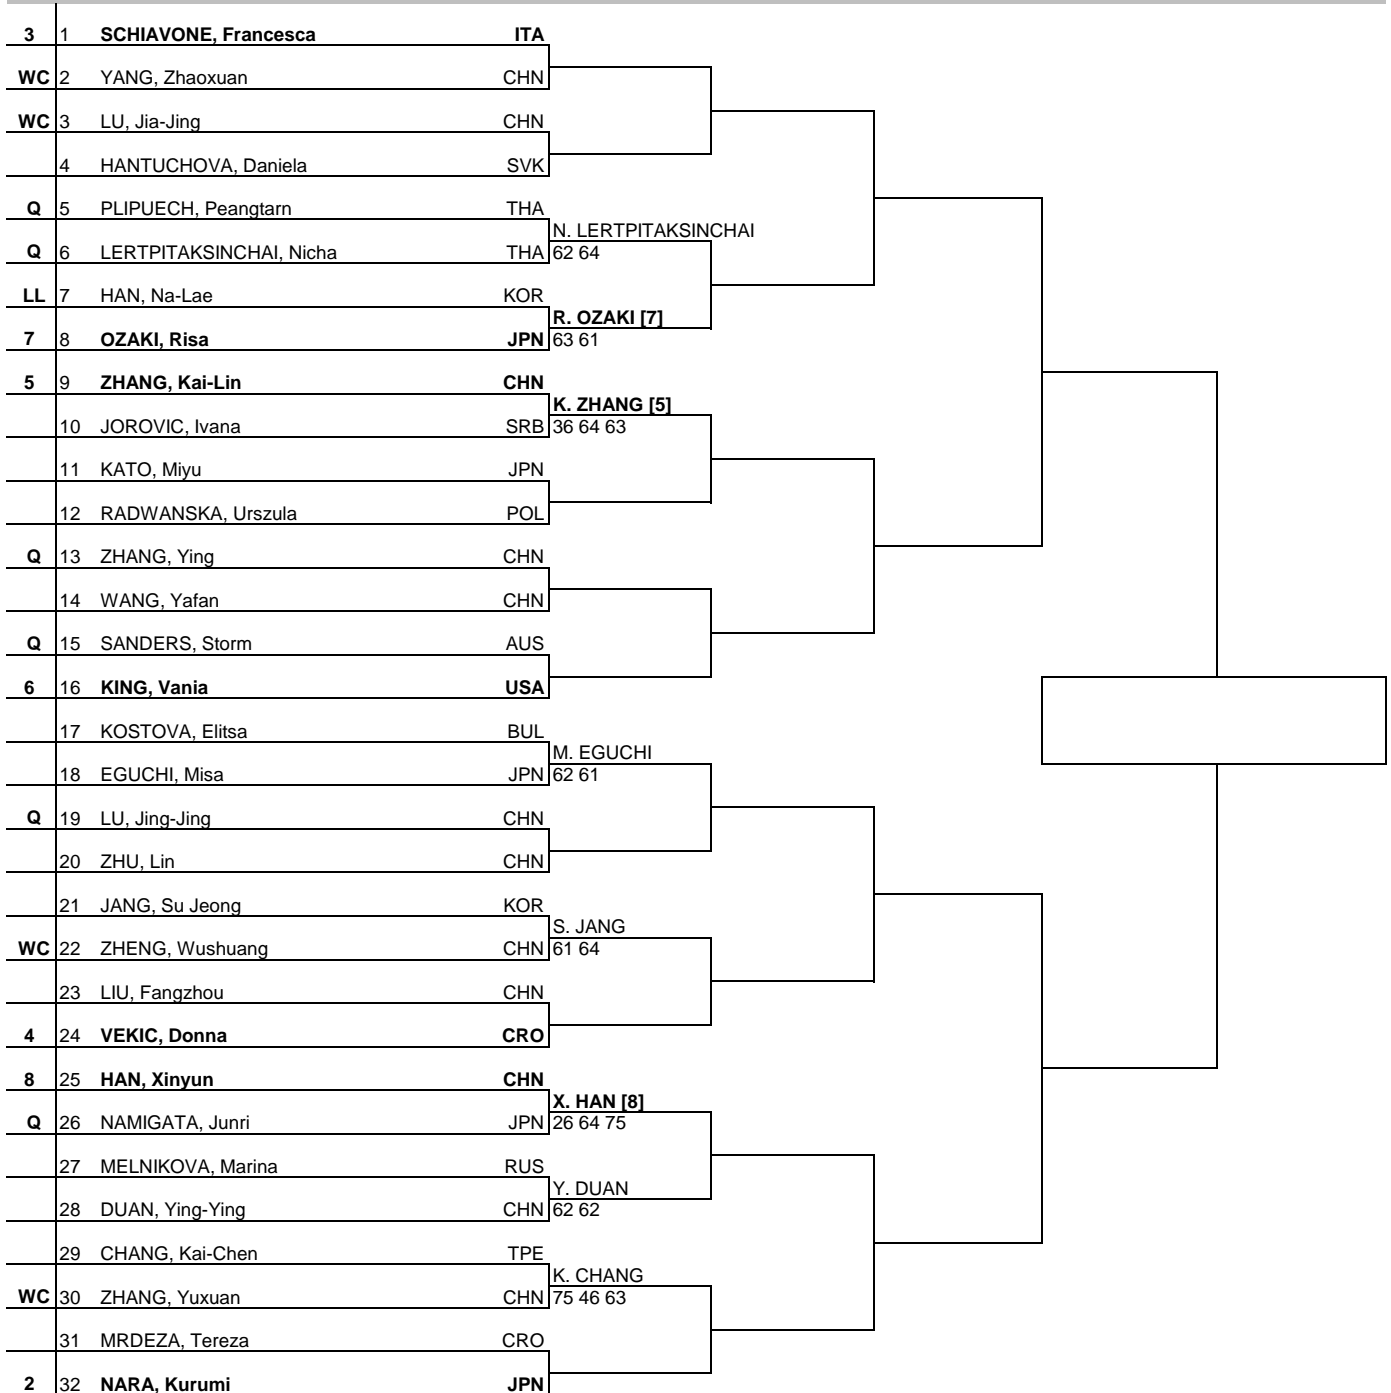 3 1 SCHIAVONE, Francesca ITA
WC 2 YANG, Zhaoxuan CHN
WC 3 LU, Jia-Jing CHN
4 HANTUCHOVA, Daniela SVK
Q 5 PLIPUECH, Peangtarn THA
N. LERTPITAKSINCHAI
Q 6 LERTPITAKSINCHAI, Nicha THA 62 64
LL 7 HAN, Na-Lae KOR
R. OZAKI [7]
7 8 OZAKI, Risa JPN 63 61
5 9 ZHANG, Kai-Lin CHN
K. ZHANG [5]
10 JOROVIC, Ivana SRB 36 64 63
11 KATO, Miyu JPN
12 RADWANSKA, Urszula POL
Q 13 ZHANG, Ying CHN
14 WANG, Yafan CHN
Q 15 SANDERS, Storm AUS
6 16 KING, Vania USA
17 KOSTOVA, Elitsa BUL
M. EGUCHI
18 EGUCHI, Misa JPN 62 61
Q 19 LU, Jing-Jing CHN
20 ZHU, Lin CHN
21 JANG, Su Jeong KOR
S. JANG
WC 22 ZHENG, Wushuang CHN 61 64
23 LIU, Fangzhou CHN
4 24 VEKIC, Donna CRO
8 25 HAN, Xinyun CHN
X. HAN [8]
Q 26 NAMIGATA, Junri JPN 26 64 75
27 MELNIKOVA, Marina RUS
Y. DUAN
28 DUAN, Ying-Ying CHN 62 62
29 CHANG, Kai-Chen TPE
K. CHANG
WC 30 ZHANG, Yuxuan CHN 75 46 63
31 MRDEZA, Tereza CRO
2 32 NARA, Kurumi JPN